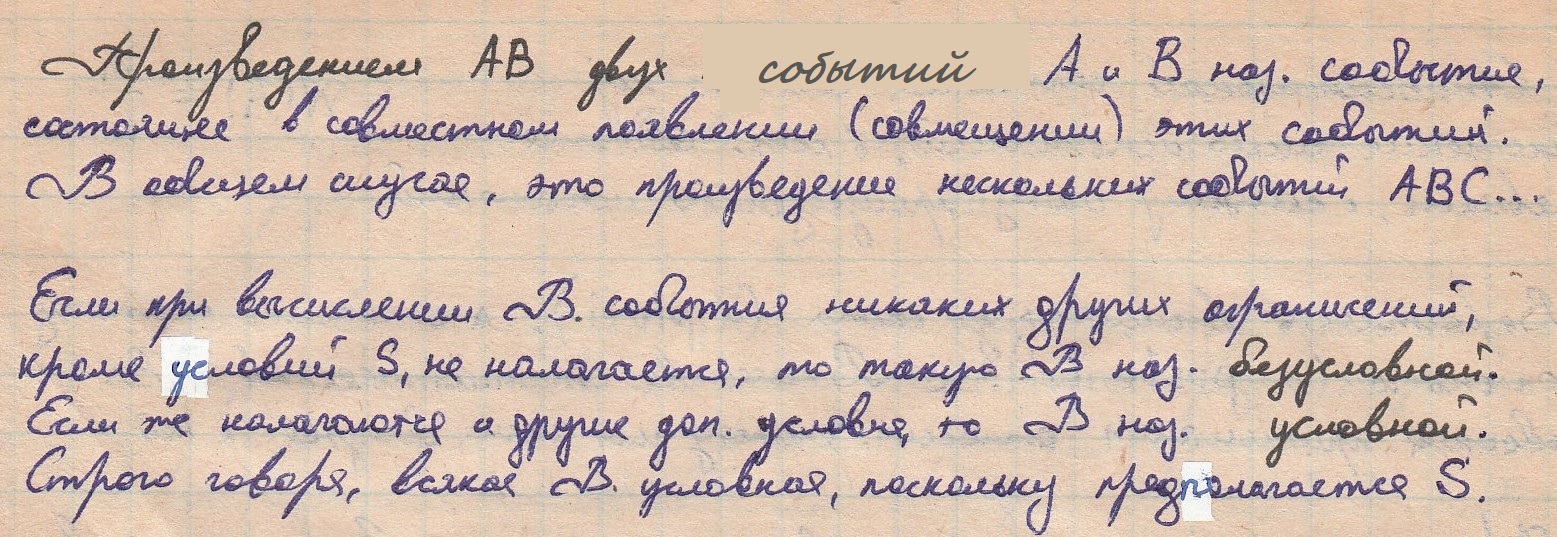 Произведением АВ двух событий А и В наз. событие,
состоящее в совместном появлении (совмещении) этих событий.
В общем случае, это произведение нескольких событий АВС...
Если при вычислении В. события никаких других ограничений,
кроме условий S, не налагается, то такую В наз. безусловной.
Если же налагаются и другие доп. условия, то В наз. условной.
Строго говоря, всякая В. условная, поскольку предполагается S.